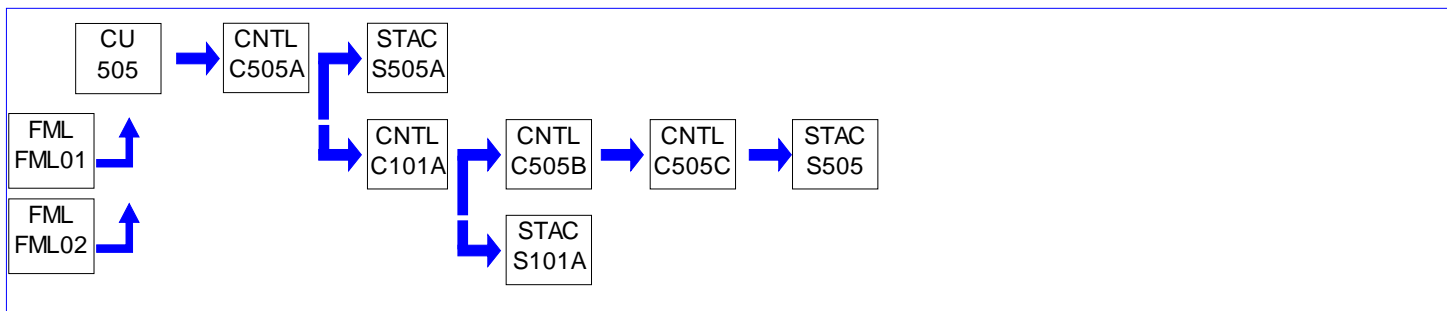 CU
505
CNTL
C505A
STAC
S505A
FML
FML01
CNTL
C101A
CNTL
C505B
CNTL
C505C
STAC
S505
FML
FML02
STAC
S101A